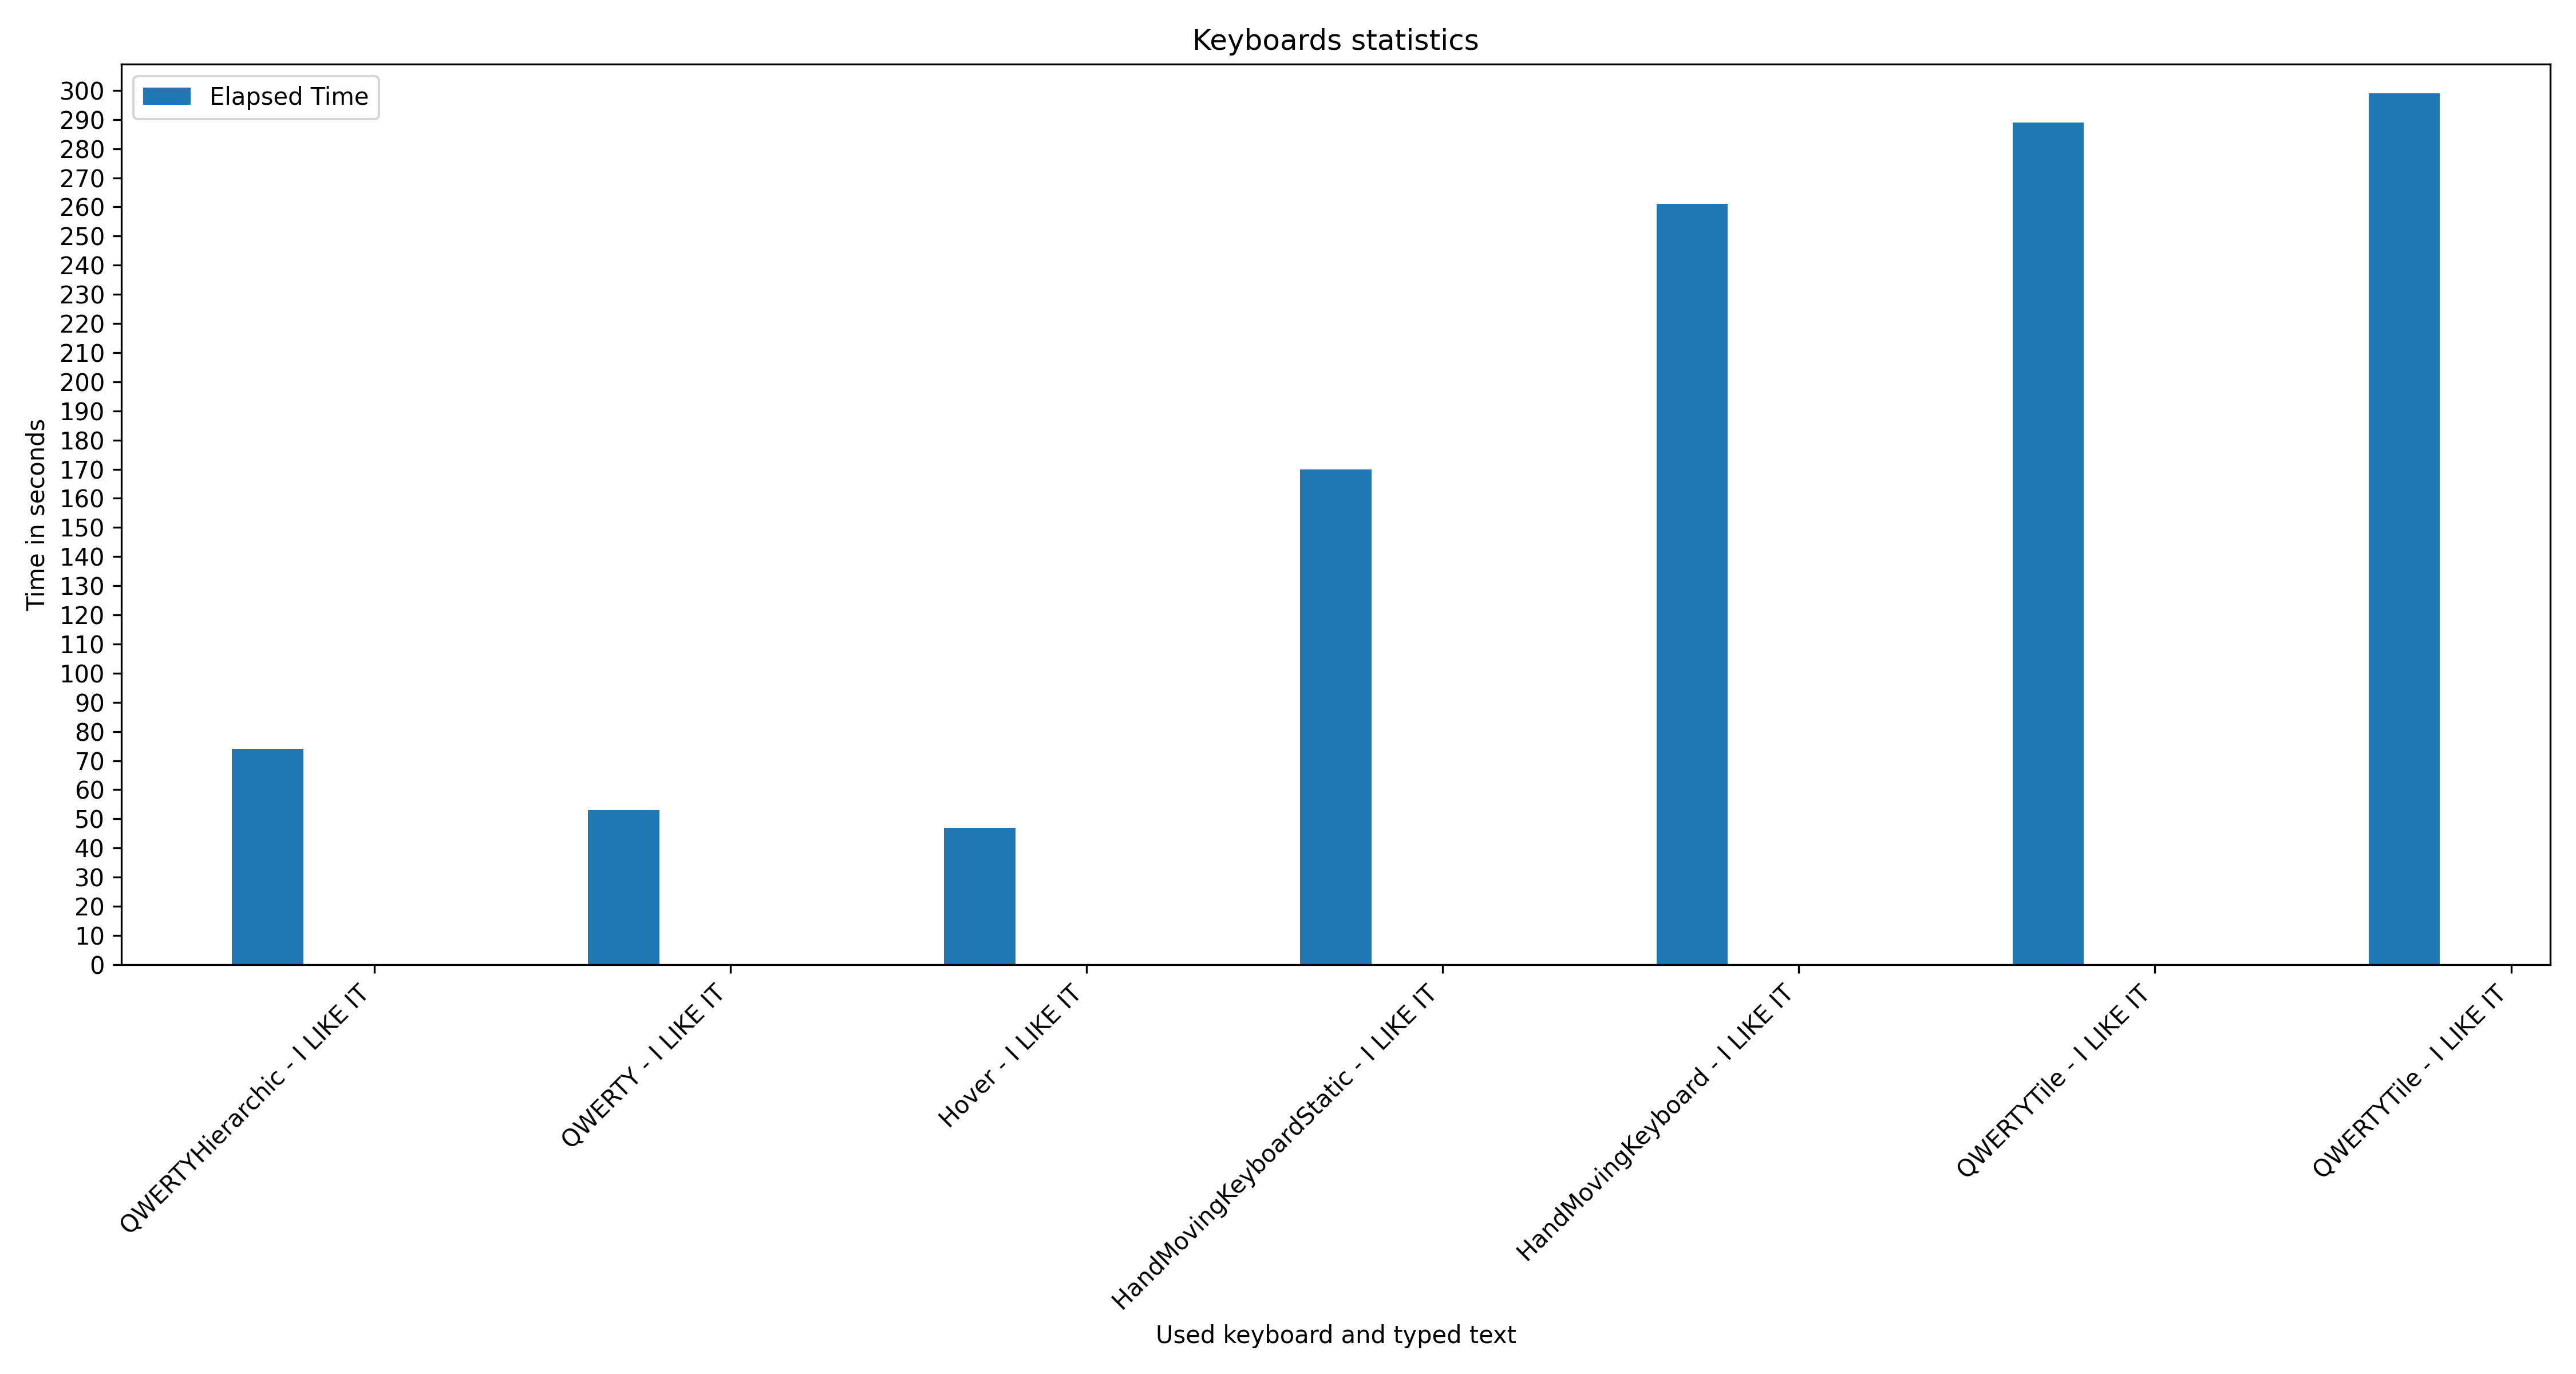 Keyboards statistics
Elapsed Time
Time in seconds
300
290
280
270
260
250
240
230
220
210
200
190
180
170
160
150
140
130
120
110
100
90
80
70
60
50
40
30
20
10
0
QWERTYHierarchic - I LIKE IT
QWERTY - I LIKE IT
Hover - I LIKE IT
HandMovingKeyboardStatic - I LIKE IT
HandMovingKeyboard - I LIKE IT
QWERTYTile - I LIKE IT
QWERTYTile - I LIKE IT
Used keyboard and typed text